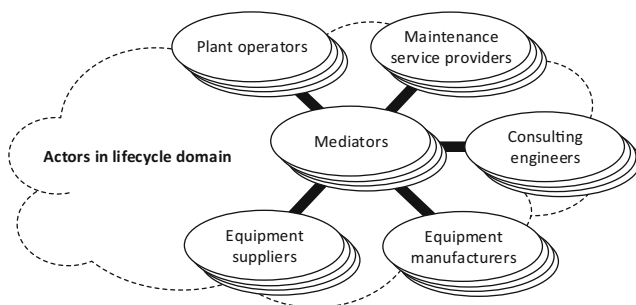 Plant operators
Maintenance
service providers
Mediators
Consulting
engineers
Actors in lifecycle domain
Equipment
suppliers
Equipment
manufacturers